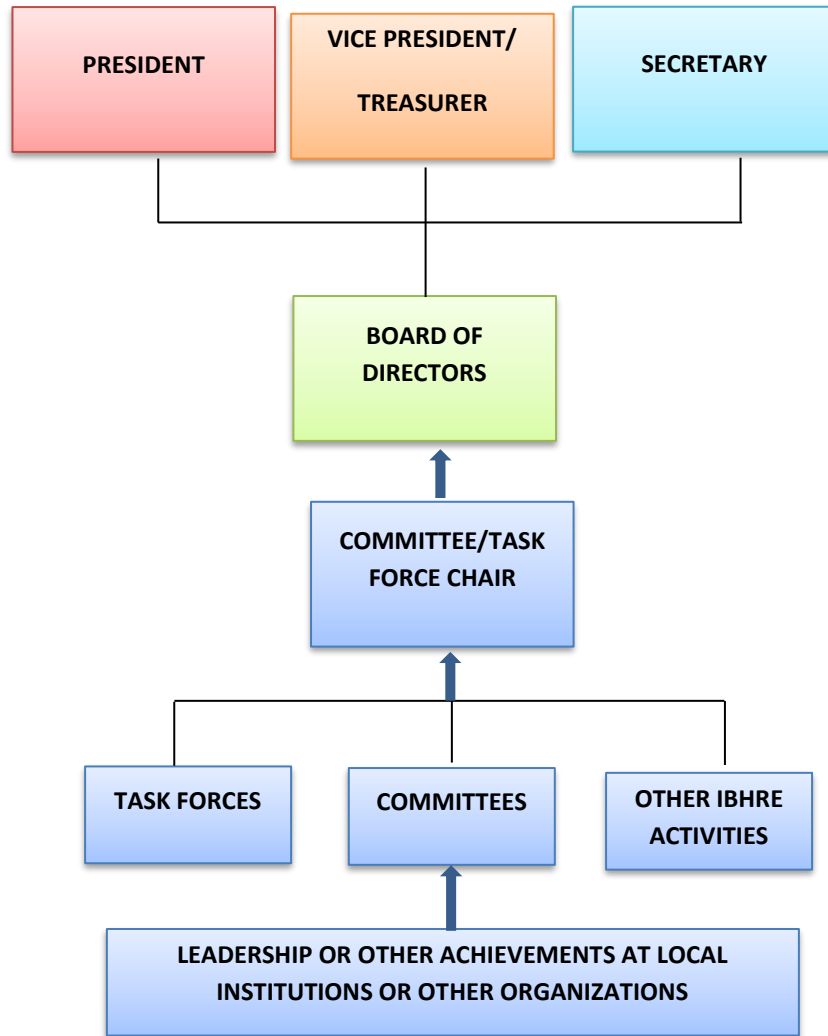 PRESIDENT
VICE PRESIDENT/
TREASURER
SECRETARY
BOARD OF
DIRECTORS
COMMITTEE/TASK
FORCE CHAIR
TASK FORCES
COMMITTEES
OTHER IBHRE
ACTIVITIES
LEADERSHIP OR OTHER ACHIEVEMENTS AT LOCAL
INSTITUTIONS OR OTHER ORGANIZATIONS